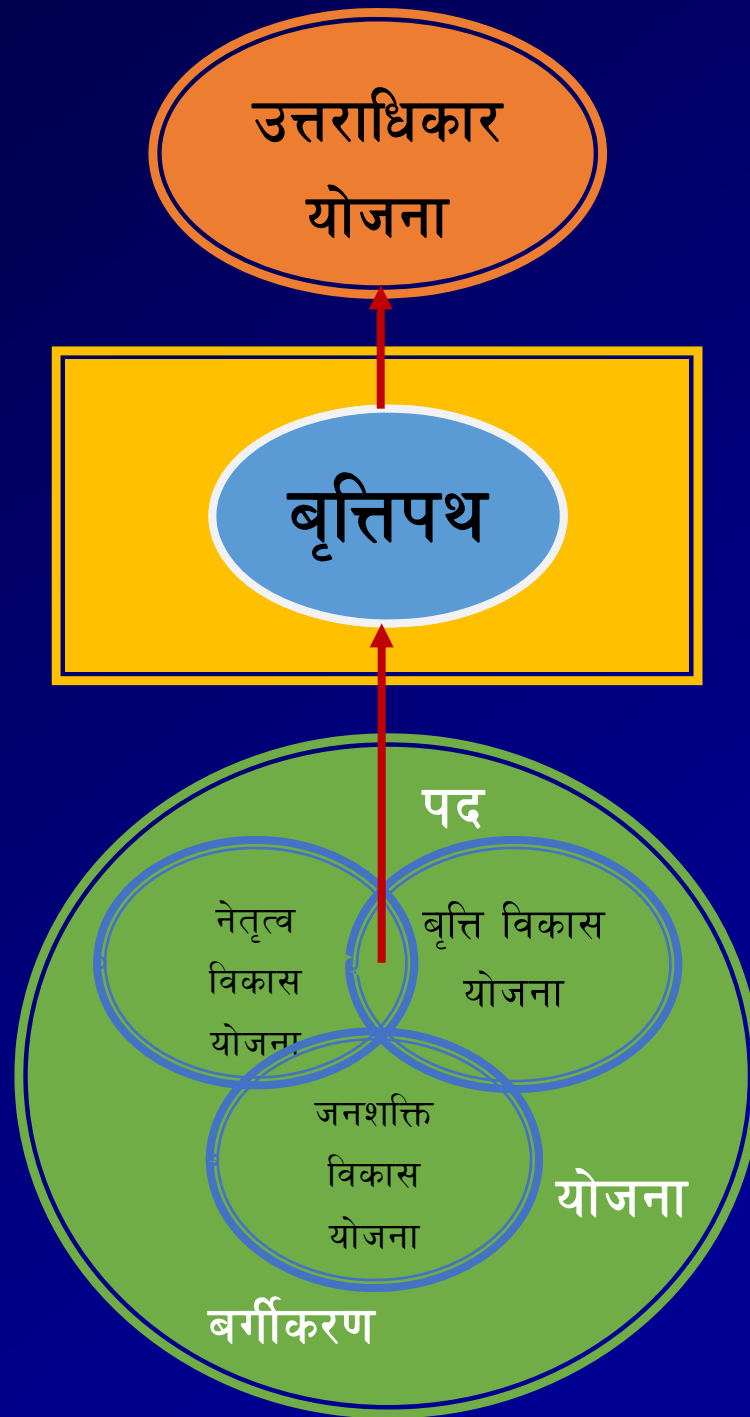 उत्तराधिकार
योजना
बृत्तिपथ
पद
नेतृत्व
विकास
योजना
बृत्ति विकास
योजना
जनशक्ति
विकास
योजना
योजना
बर्गीकरण